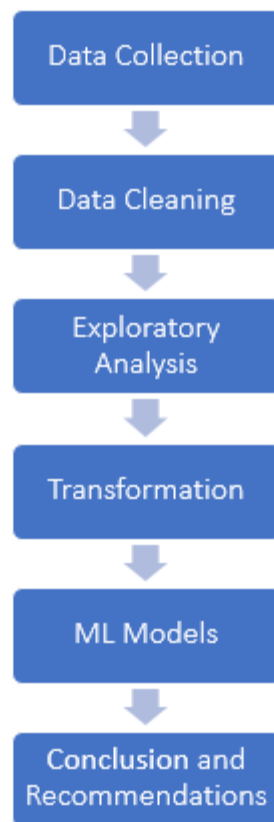 Data Collection
Data Cleaning
Exploratory
Analysis
Transformation
ML Models
Conclusion and
Recommendations